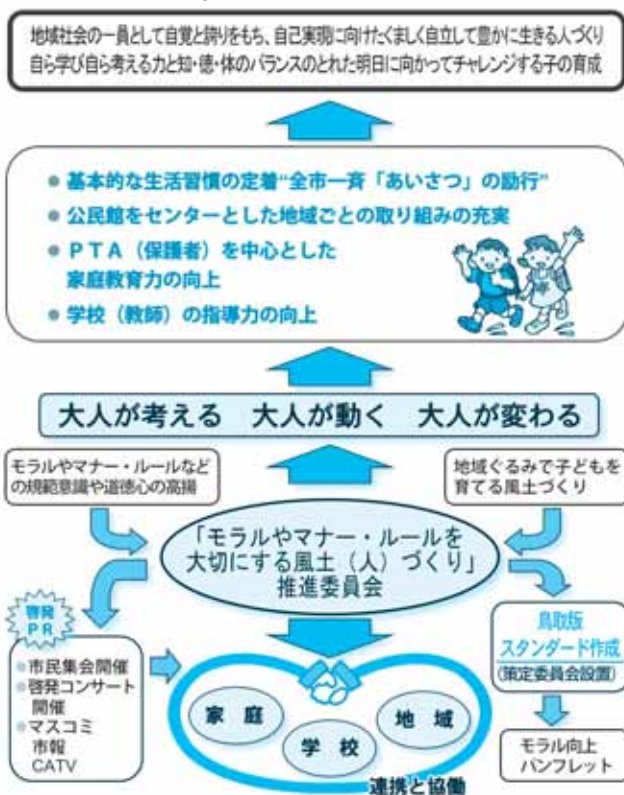 地域社会の一員として自覚と誇りをもち、自己実現に向けたくましく自立して豊かに生きる人づくり
自ら学び自ら考える力と知・徳・体のバランスのとれた明日に向かってチャレンジする子の育成
● 基本的な生活習慣の定着“全市一斉「あいさつ」の励行”
● 公民館をセンターとした地域ごとの取り組みの充実
● PTA（保護者）を中心とした
家庭教育力の向上
● 学校（教師）の指導力の向上
大人が考える 大人が動く 大人が変わる
モラルやマナー・ルールなど
の規範意識や道徳心の高揚
地域ぐるみで子どもを
育てる風土づくり
「モラルやマナー・ルールを
大切にする風土（人）づくり」
推進委員会
啓発
PR
●市民集会開催
●啓発コンサート
開催
●マスコミ
市報
CATV
鳥取版
スタンダード作成
(策定委員会設置)
モラル向上
パンフレット
家庭
学校
地域
連携と協働